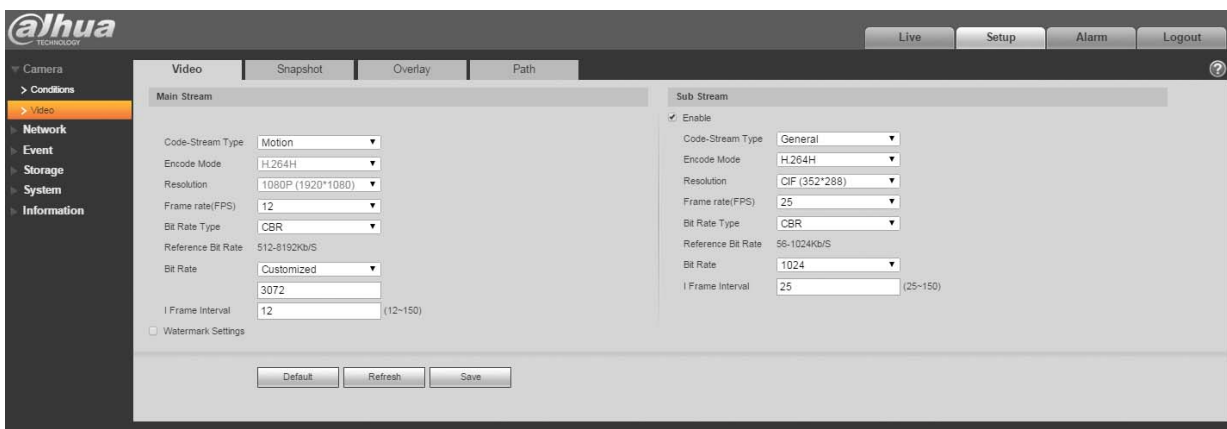 alhua
TECHNOLOGY
Live Setup Alarm Logout
Camera
Conditions
Video
Network
Event
Storage
System
Information
Video Snapshot Overlay Path
?
Main Stream
Code-Stream Type Motion
Encode Mode H.264H
Resolution 1080P (1920*1080)
Frame rate(FPS) 12
Bit Rate Type CBR
Reference Bit Rate 512-8192Kb/S
Bit Rate Customized
3072
I Frame Interval 12 (12~150)
Watermark Settings
Sub Stream
Enable
Code-Stream Type General
Encode Mode H.264H
Resolution CIF (352*288)
Frame rate(FPS) 25
Bit Rate Type CBR
Reference Bit Rate 56-1024Kb/S
Bit Rate 1024
I Frame Interval 25 (25~150)
Default Refresh Save